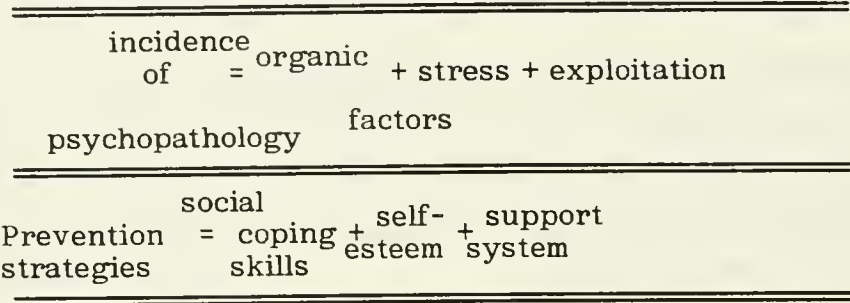 incidence
of = organic + stress + exploitation
psychopathology factors
social
Prevention = coping + self- + support
strategies skills esteem system